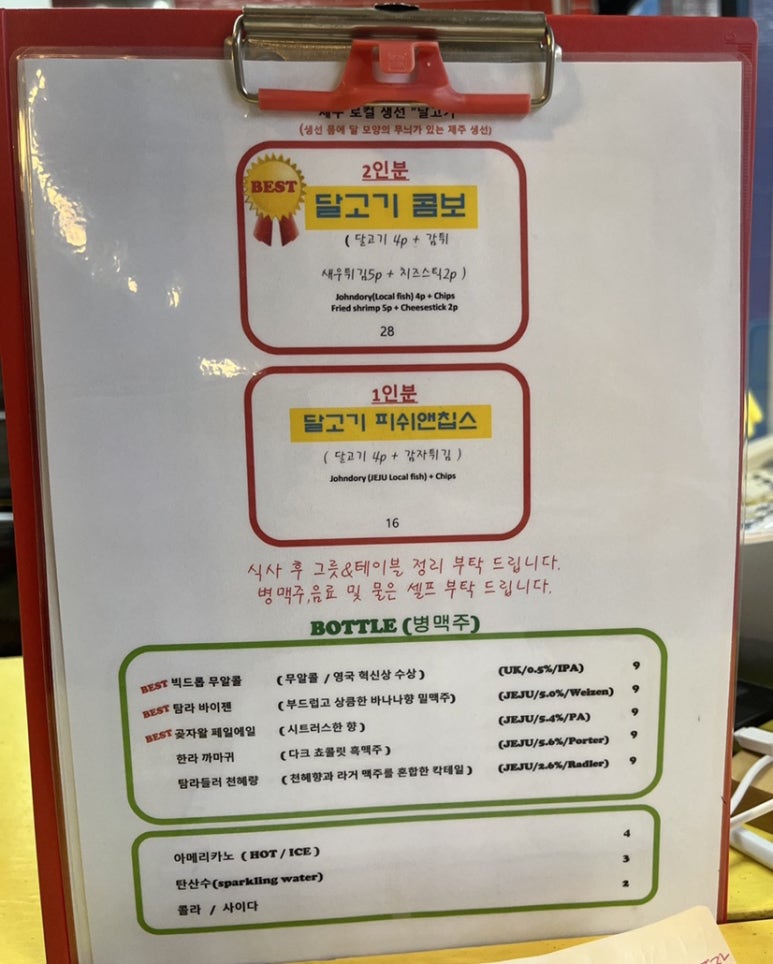 제주 로컬 생선 "달고기"
(생선 몸에 달 모양의 무늬가 있는 제주 생선)
BEST
2인분
달고기 콤보
( 달고기 4p + 감튀
새우튀김5p + 치즈스틱2p )
Johndory(Local fish) 4p + Chips
Fried shrimp 5p + Cheesestick 2p
28
1인분
달고기 피쉬앤칩스
( 달고기 4p + 감자튀김 )
Johndory (JEJU Local fish) + Chips
16
식사 후 그릇&테이블 정리 부탁 드립니다.
병맥주,음료 및 물은 셀프 부탁 드립니다.
BOTTLE (병맥주)
BEST 빅드롭 무알콜 ( 무알콜 / 영국 혁신상 수상 ) (UK/0.5%/IPA) 9
BEST 탐라 바이젠 ( 부드럽고 상큼한 바나나향 밀맥주) (JEJU/5.0%/Weizen) 9
BEST 곶자왈 페일에일 ( 시트러스한 향 ) (JEJU/5.4%/PA) 9
한라 까마귀 ( 다크 쵸콜릿 흑맥주 ) (JEJU/5.6%/Porter) 9
탐라들러 천혜량 ( 천혜향과 라거 맥주를 혼합한 칵테일 ) (JEJU/2.6%/Radler) 9
아메리카노 ( HOT / ICE ) 4
탄산수(sparkling water) 3
콜라 / 사이다 2